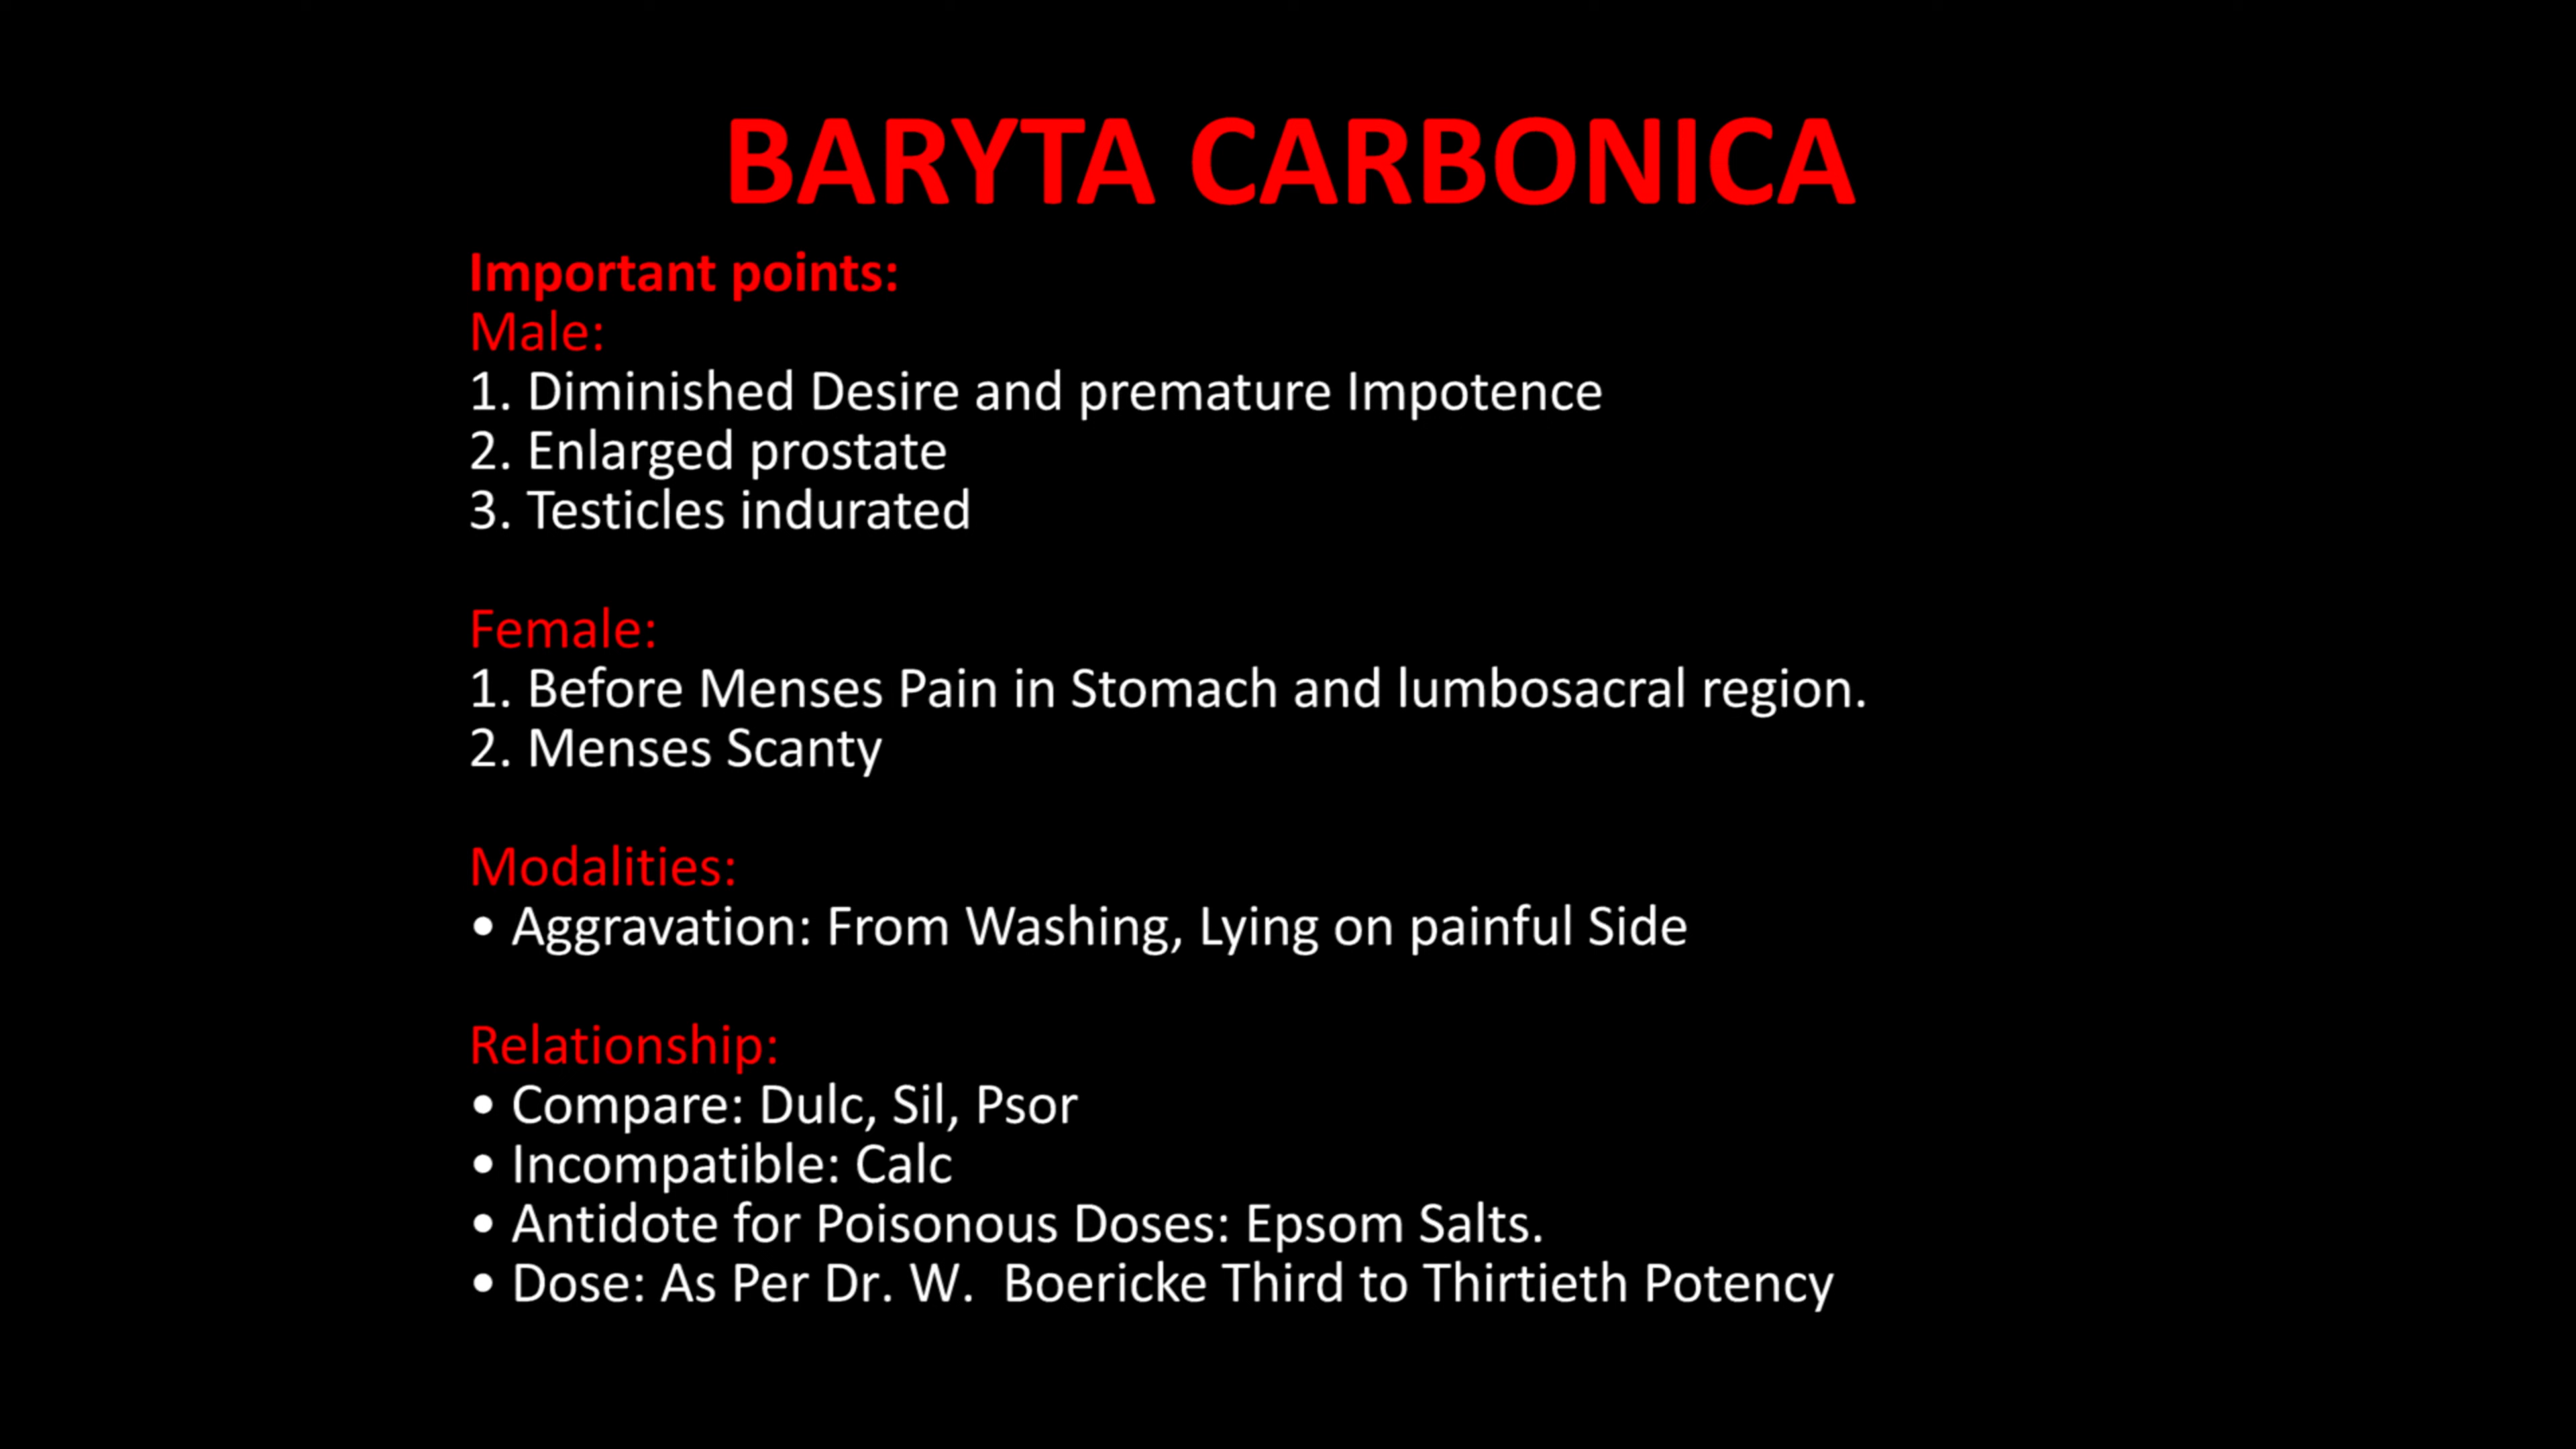 BARYTA CARBONICA
Important points:
Male:
1. Diminished Desire and premature Impotence
2. Enlarged prostate
3. Testicles indurated
Female:
1. Before Menses Pain in Stomach and lumbosacral region.
2. Menses Scanty
Modalities:
• Aggravation: From Washing, Lying on painful Side
Relationship:
• Compare: Dulc, Sil, Psor
• Incompatible: Calc
• Antidote for Poisonous Doses: Epsom Salts.
• Dose: As Per Dr. W.  Boericke Third to Thirtieth Potency